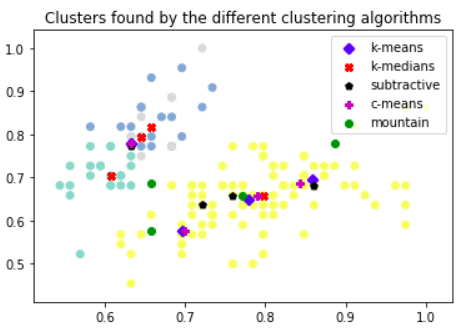 Clusters found by the different clustering algorithms
k-means
k-medians
subtractive
c-means
mountain
1.0
0.9
0.8
0.7
0.6
0.5
0.6 0.7 0.8 0.9 1.0